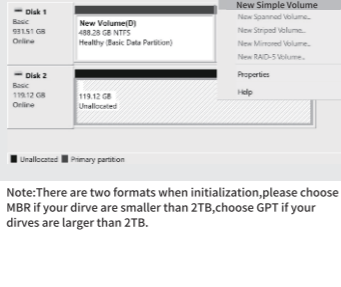 New Simple Volume
New Spanned Volume...
New Striped Volume...
New Mirrored Volume...
New RAID-5 Volume...
Properties
Help
Disk 1
Basic
931.51 GB
Online
New Volume(D)
488.28 GB NTFS
Healthy (Basic Data Partition)
Disk 2
Basic
119.12 GB
Online
119.12 GB
Unallocated
Unallocated Primary partition
Note:There are two formats when initialization,please choose
MBR if your dirve are smaller than 2TB,choose GPT if your
dirves are larger than 2TB.